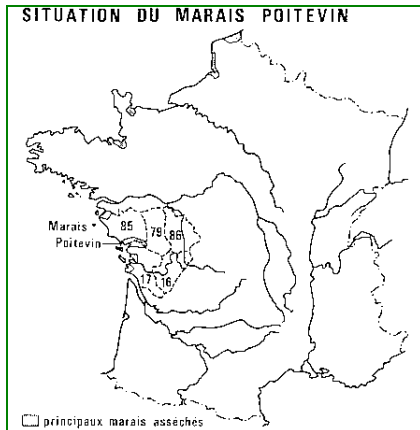 SITUATION DU MARAIS POITEVIN
Marais
Poitevin
85
79
86
17
16
principaux marais asséchés